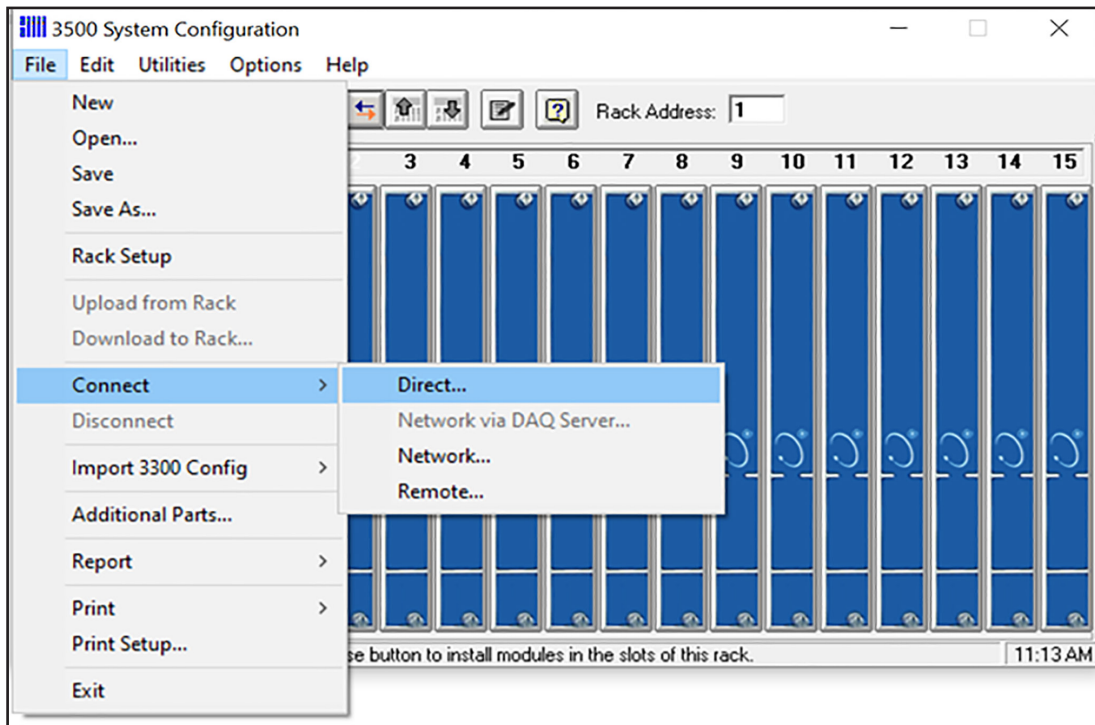 3500 System Configuration
File Edit Utilities Options Help
New
Open...
Save
Save As...
Rack Setup
Upload from Rack
Download to Rack...
Connect >
Disconnect
Import 3300 Config >
Additional Parts...
Report >
Print >
Print Setup...
Exit
Direct...
Network via DAQ Server...
Network...
Remote...
Rack Address: 1
3 4 5 6 7 8 9 10 11 12 13 14 15
se button to install modules in the slots of this rack.
11:13 AM